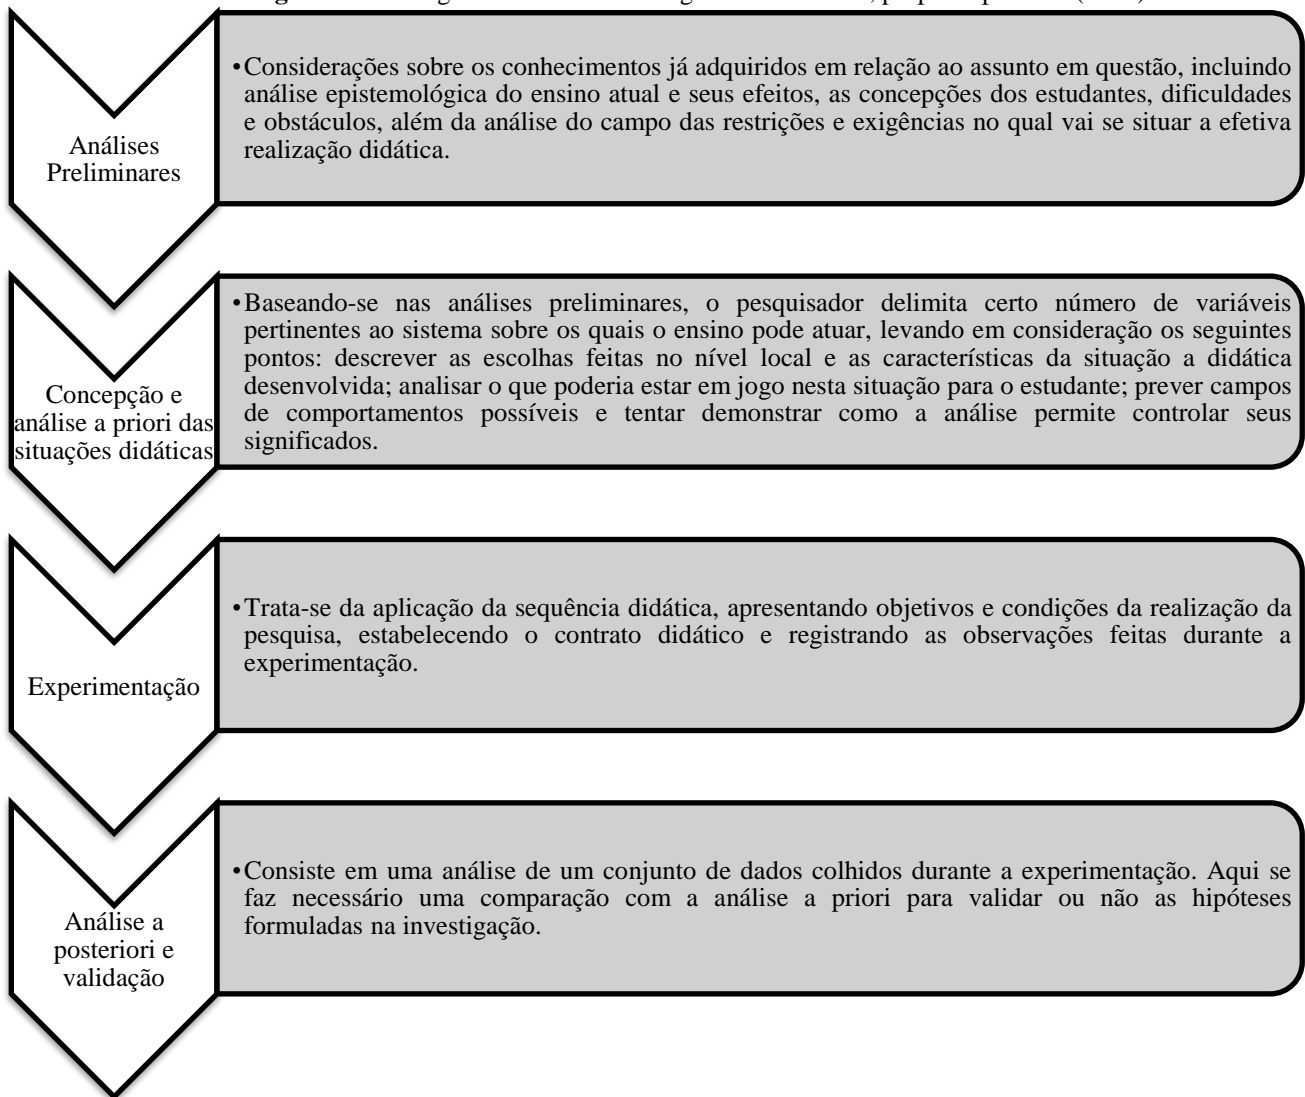 Análises
Preliminares
•Considerações sobre os conhecimentos já adquiridos em relação ao assunto em questão, incluindo
análise epistemológica do ensino atual e seus efeitos, as concepções dos estudantes, dificuldades
e obstáculos, além da análise do campo das restrições e exigências no qual vai se situar a efetiva
realização didática.
Concepção e
análise a priori das
situações didáticas
•Baseando-se nas análises preliminares, o pesquisador delimita certo número de variáveis
pertinentes ao sistema sobre os quais o ensino pode atuar, levando em consideração os seguintes
pontos: descrever as escolhas feitas no nível local e as características da situação a didática
desenvolvida; analisar o que poderia estar em jogo nesta situação para o estudante; prever campos
de comportamentos possíveis e tentar demonstrar como a análise permite controlar seus
significados.
Experimentação
•Trata-se da aplicação da sequência didática, apresentando objetivos e condições da realização da
pesquisa, estabelecendo o contrato didático e registrando as observações feitas durante a
experimentação.
Análise a
posteriori e
validação
•Consiste em uma análise de um conjunto de dados colhidos durante a experimentação. Aqui se
faz necessário uma comparação com a análise a priori para validar ou não as hipóteses
formuladas na investigação.